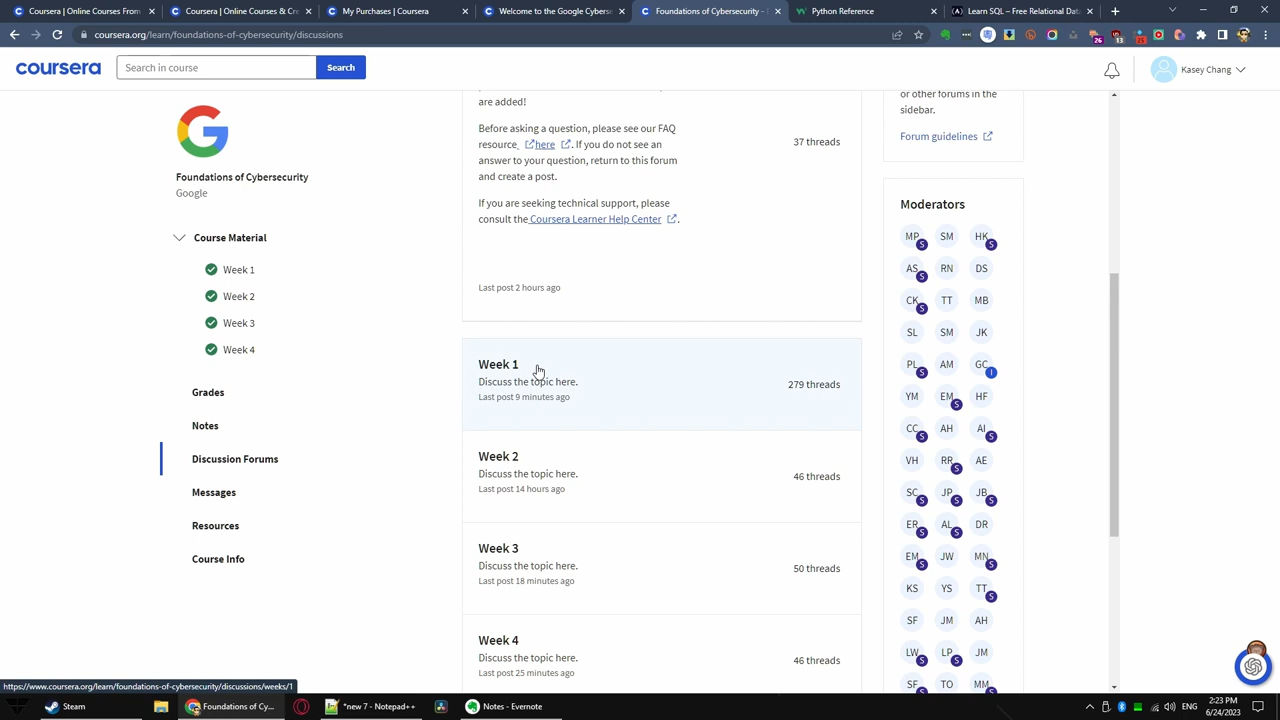 Coursera | Online Courses & Cre
Courses & Creden
My Purchases | Coursera
Welcome to the Google Cyberse
Foundations of Cybersecurity -
Python Reference
Learn SQL – Free Relational Data
coursera.org/learn/foundations-of-cybersecurity/discussions
coursera
Search in course
Search
Kasey Chang
Foundations of Cybersecurity
Google
Course Material
Week 1
Week 2
Week 3
Week 4
Grades
Notes
Discussion Forums
Messages
Resources
Course Info
are added!
Before asking a question, please see our FAQ
resource here . If you do not see an
answer to your question, return to this forum
and create a post.
If you are seeking technical support, please
consult the Coursera Learner Help Center .
Last post 2 hours ago
37 threads
Week 1
Discuss the topic here.
Last post 9 minutes ago
279 threads
Week 2
Discuss the topic here.
Last post 14 hours ago
46 threads
Week 3
Discuss the topic here.
Last post 18 minutes ago
50 threads
Week 4
Discuss the topic here.
Last post 25 minutes ago
46 threads
or other forums in the
sidebar.
Forum guidelines
Moderators
MP S SM HK S
AS S RN DS
CK S TT MB
SL SM JK
PL S AM GC I
YM EM S HF
CC S AH AI S
VH RR S AE
SC S JP S JB S
ER S AL S DR
EM S JW MN S
KS YS TT S
SF JM AH
LW S LP S JM
SF S TO MM S
https://www.coursera.org/learn/foundations-of-cybersecurity/discussions/weeks/1
Steam
Foundations of Cy...
*new 7 - Notepad++
Notes - Evernote
2:23 PM
6/24/2023